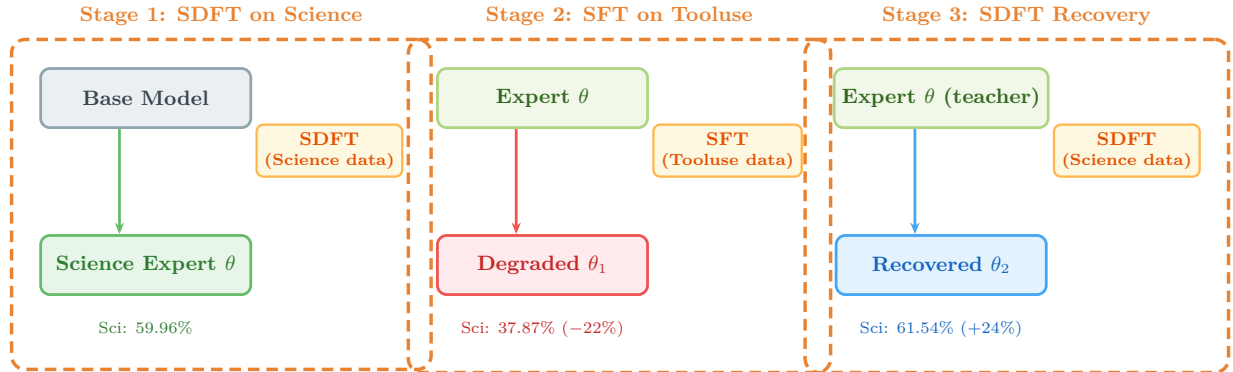 Stage 1: SDFT on Science
Base Model
SDFT
(Science data)
Science Expert θ
Sci: 59.96%
Stage 2: SFT on Tooluse
Expert θ
SFT
(Tooluse data)
Degraded θ₁
Sci: 37.87% (−22%)
Stage 3: SDFT Recovery
Expert θ (teacher)
SDFT
(Science data)
Recovered θ₂
Sci: 61.54% (+24%)